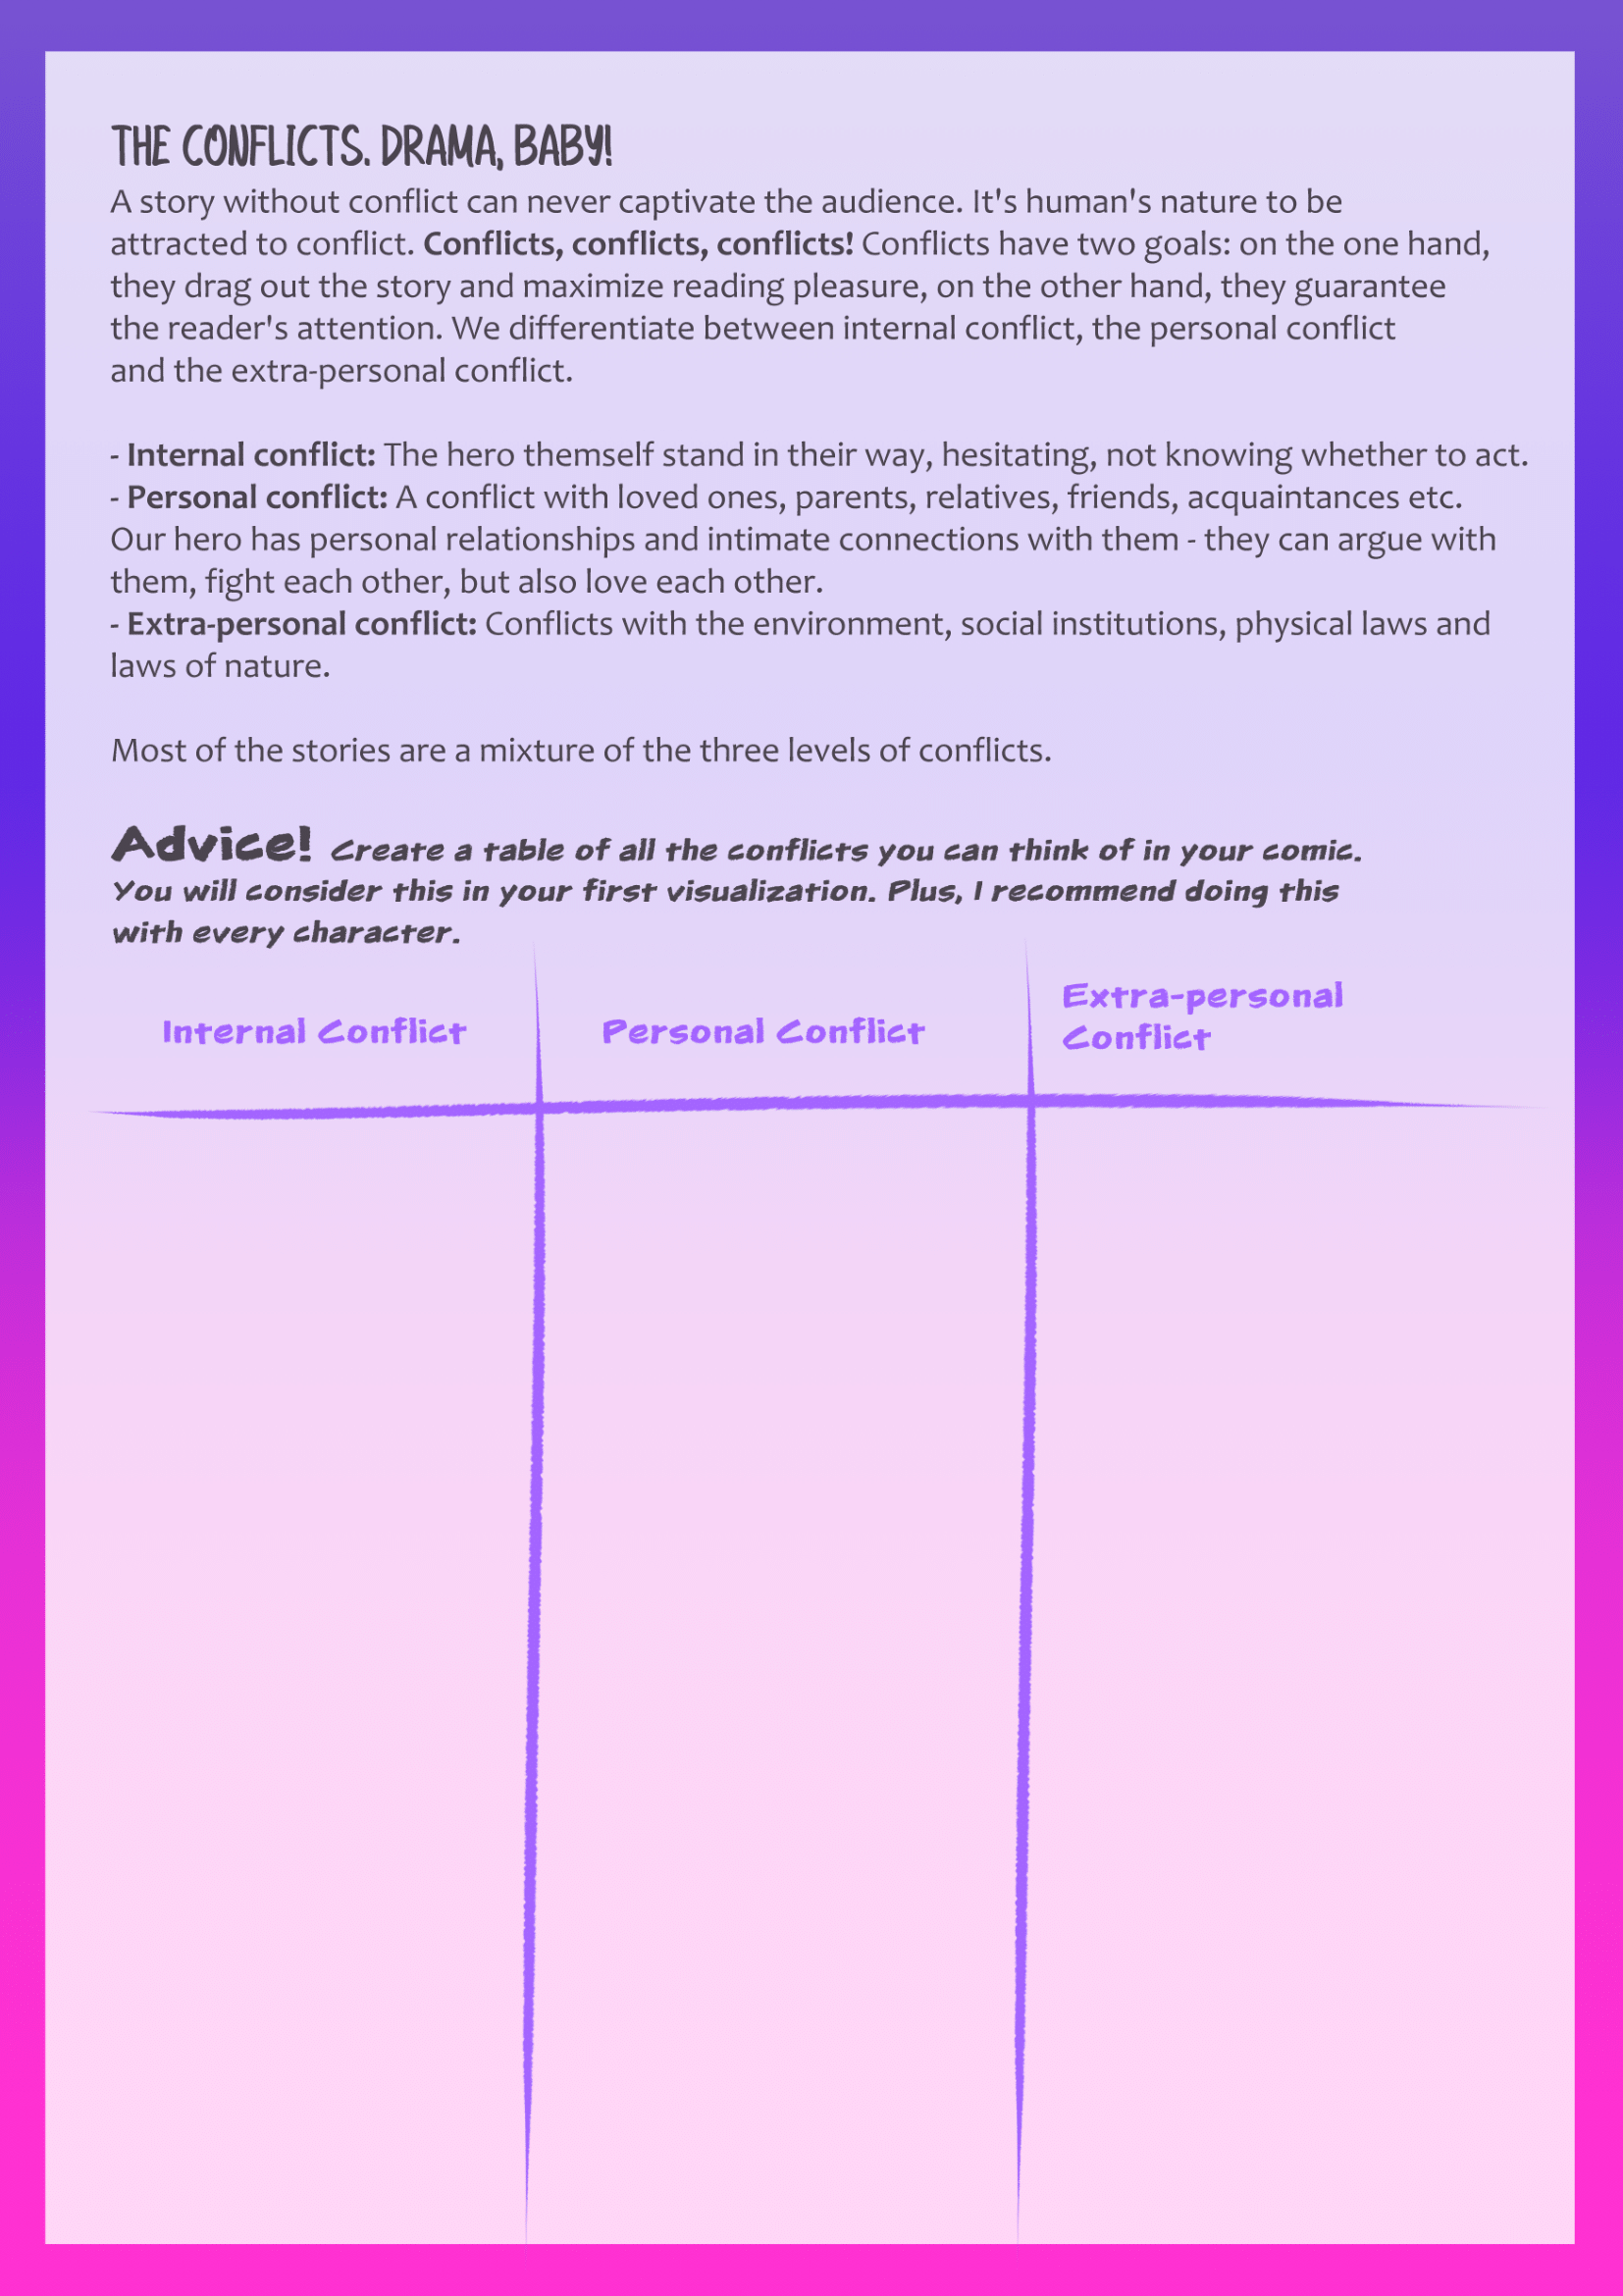 THE CONFLICTS. DRAMA, BABY!
A story without conflict can never captivate the audience. It's human's nature to be
attracted to conflict. Conflicts, conflicts, conflicts! Conflicts have two goals: on the one hand,
they drag out the story and maximize reading pleasure, on the other hand, they guarantee
the reader's attention. We differentiate between internal conflict, the personal conflict
and the extra-personal conflict.
- Internal conflict: The hero themself stand in their way, hesitating, not knowing whether to act.
- Personal conflict: A conflict with loved ones, parents, relatives, friends, acquaintances etc.
Our hero has personal relationships and intimate connections with them - they can argue with
them, fight each other, but also love each other.
- Extra-personal conflict: Conflicts with the environment, social institutions, physical laws and
laws of nature.
Most of the stories are a mixture of the three levels of conflicts.
Advice! Create a table of all the conflicts you can think of in your comic.
You will consider this in your first visualization. Plus, I recommend doing this
with every character.
Internal Conflict
Personal Conflict
Extra-personal
Conflict